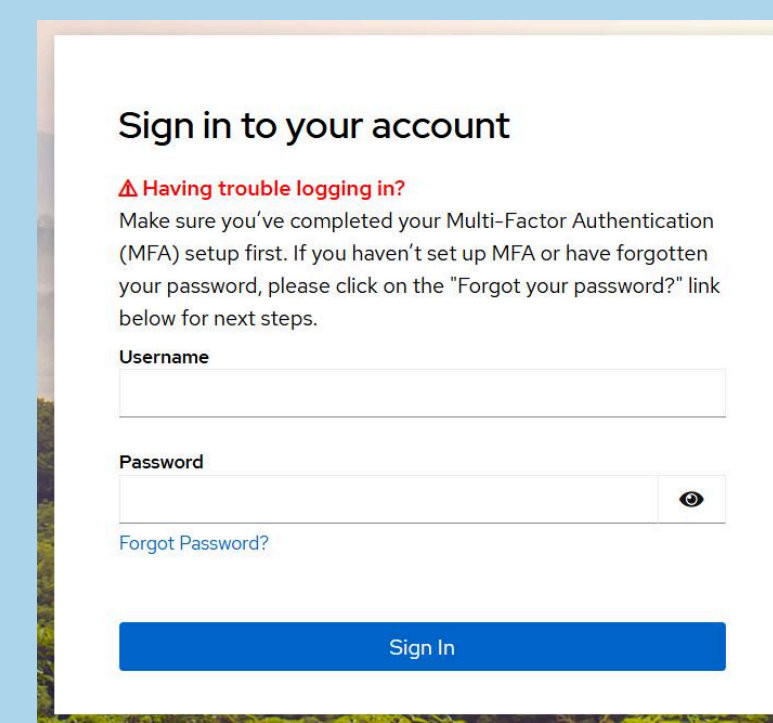 Sign in to your account
⚠ Having trouble logging in?
Make sure you’ve completed your Multi-Factor Authentication
(MFA) setup first. If you haven’t set up MFA or have forgotten
your password, please click on the "Forgot your password?" link
below for next steps.
Username
Password
Forgot Password?
Sign In